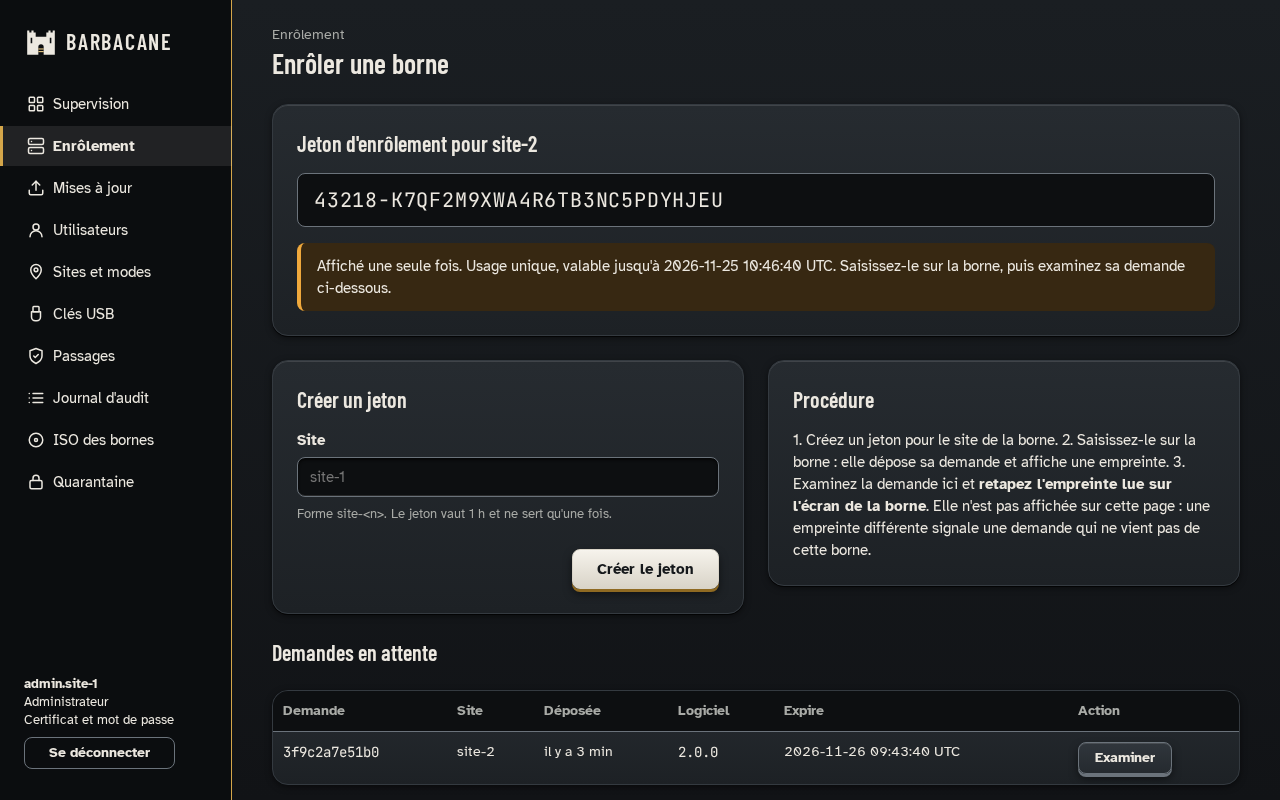 BARBACANE
Supervision
Enrôlement
Mises à jour
Utilisateurs
Sites et modes
Clés USB
Passages
Journal d'audit
ISO des bornes
Quarantaine
admin.site-1
Administrateur
Certificat et mot de passe
Se déconnecter
Enrôlement
Enrôler une borne
Jeton d'enrôlement pour site-2
43218-K7QF2M9XWA4R6TB3NC5PDYHJEU
Affiché une seule fois. Usage unique, valable jusqu'à 2026-11-25 10:46:40 UTC. Saisissez-le sur la borne, puis examinez sa demande
ci-dessous.
Créer un jeton
Site
site-1
Forme site-<n>. Le jeton vaut 1 h et ne sert qu'une fois.
Créer le jeton
Procédure
1. Créez un jeton pour le site de la borne. 2. Saisissez-le sur la
borne : elle dépose sa demande et affiche une empreinte. 3.
Examinez la demande ici et retapez l'empreinte lue sur
l'écran de la borne. Elle n'est pas affichée sur cette page : une
empreinte différente signale une demande qui ne vient pas de
cette borne.
Demandes en attente
Demande Site Déposée Logiciel Expire Action
3f9c2a7e51b0 site-2 il y a 3 min 2.0.0 2026-11-26 09:43:40 UTC Examiner